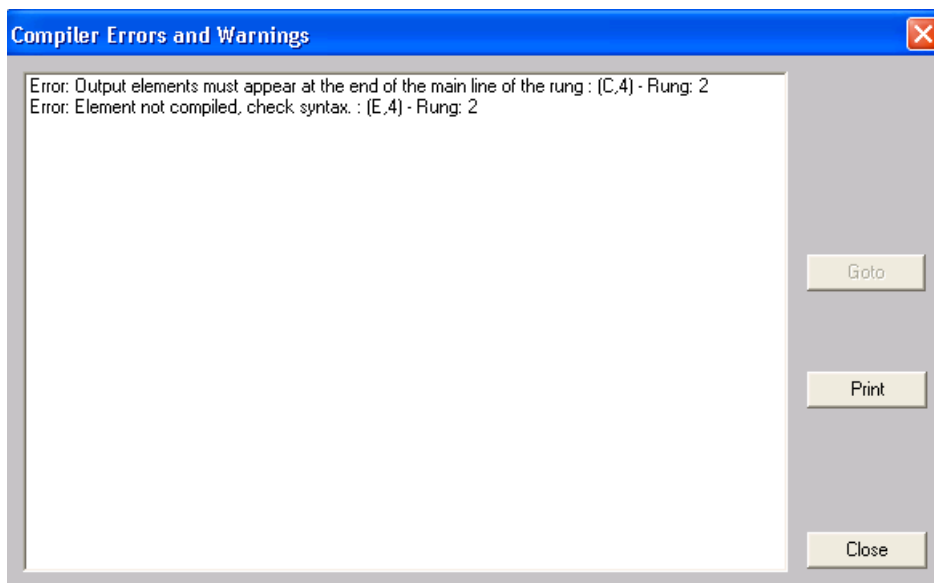 Compiler Errors and Warnings
Error: Output elements must appear at the end of the main line of the rung : (C,4) - Rung: 2
Error: Element not compiled, check syntax. : (E,4) - Rung: 2
Goto
Print
Close